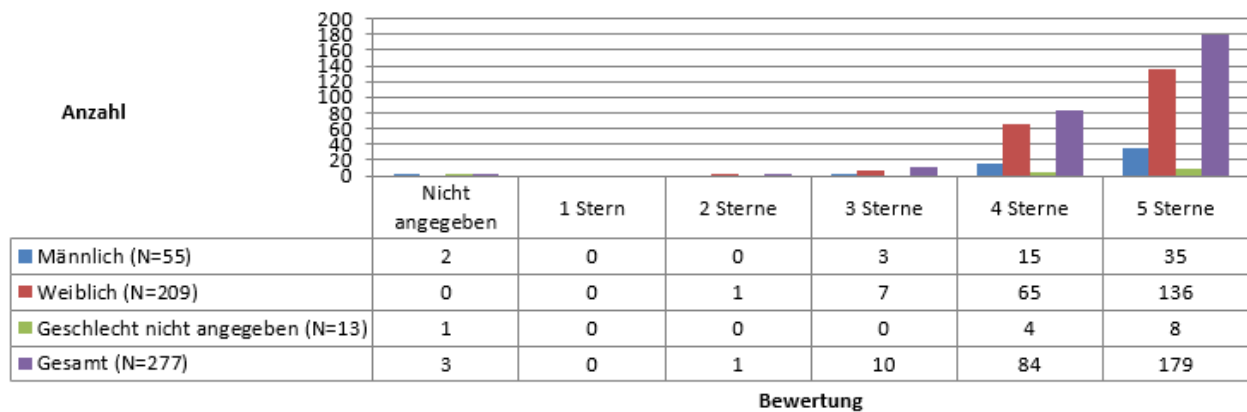 200
180
160
140
120
100
80
60
40
20
0
Anzahl
Nicht angegeben 1 Stern 2 Sterne 3 Sterne 4 Sterne 5 Sterne
Männlich (N=55) 2 0 0 3 15 35
Weiblich (N=209) 0 0 1 7 65 136
Geschlecht nicht angegeben (N=13) 1 0 0 0 4 8
Gesamt (N=277) 3 0 1 10 84 179
Bewertung